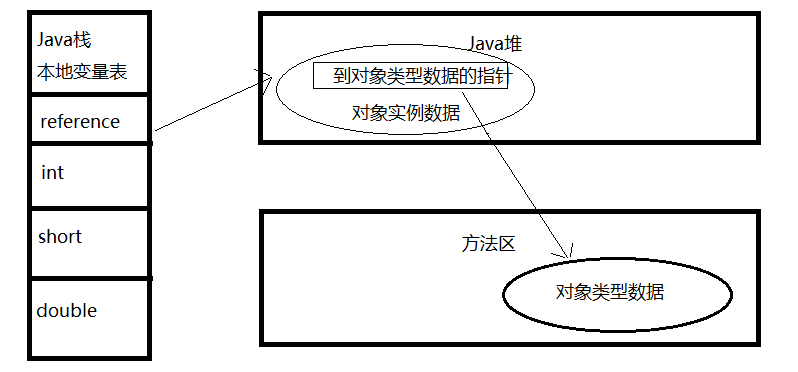 Java栈
本地变量表
reference
int
short
double
Java堆
到对象类型数据的指针
对象实例数据
方法区
对象类型数据